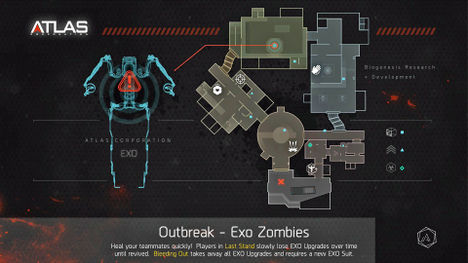 ATLAS
CORPORATION
Biogenesis Research
+ Development
ATLAS CORPORATION
EXO
Outbreak - Exo Zombies
Heal your teammates quickly! Players in Last Stand slowly lose EXO Upgrades over time
until revived. Bleeding Out takes away all EXO Upgrades and requires a new EXO Suit.